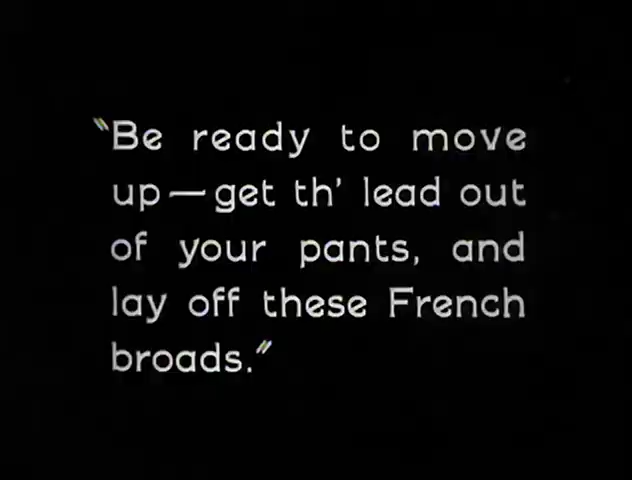 "Be ready to move
up—get th' lead out
of your pants, and
lay off these French
broads."